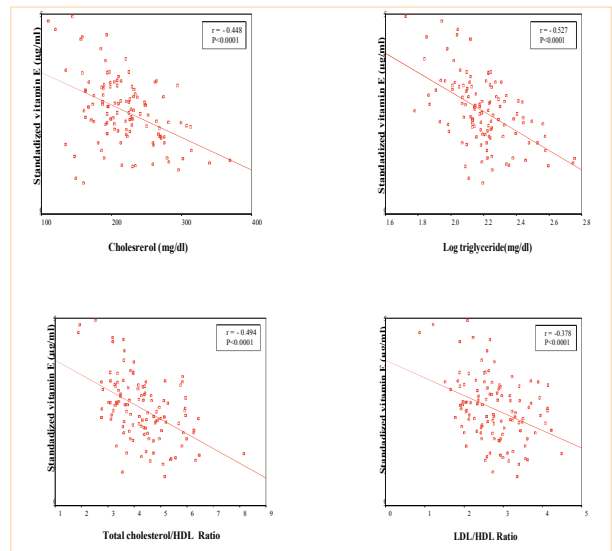 Standadized vitamin E (µg/ml)
r = - 0.448
P<0.0001
100 200 300 400
Cholesrerol (mg/dl)
Standadized vitamin E (µg/ml)
r = - 0.527
P<0.0001
1.6 1.8 2.0 2.2 2.4 2.6 2.8
Log triglyceride(mg/dl)
Standadized vitamin E (µg/ml)
r = - 0.494
P<0.0001
1 2 3 4 5 6 7 8 9
Total cholesterol/HDL Ratio
Standadized vitamin E (µg/ml)
r = -0.378
P<0.0001
0 1 2 3 4 5
LDL/HDL Ratio